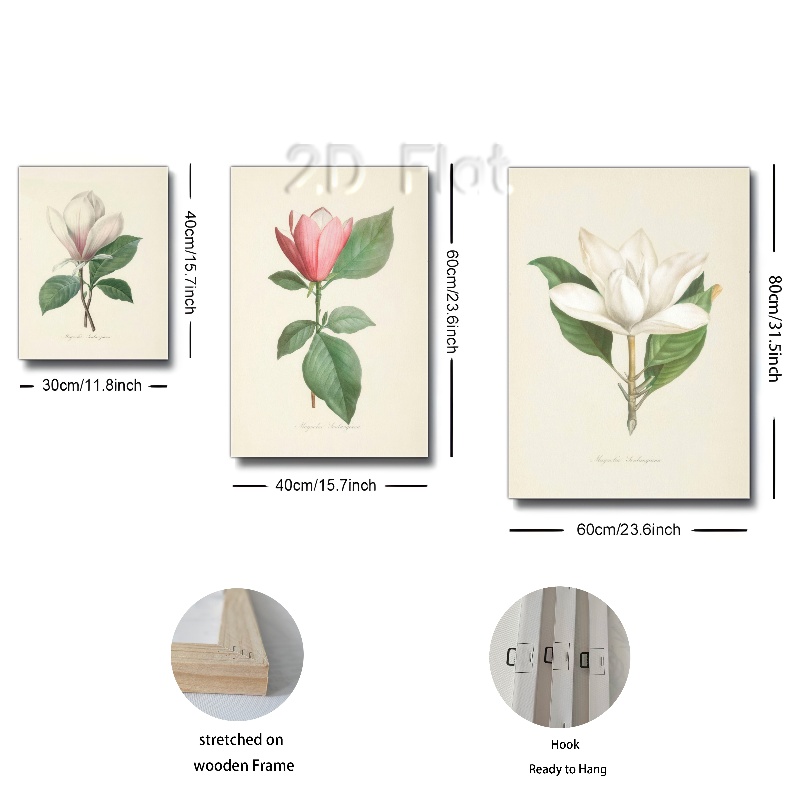 2D Flat
40cm/15.7inch
30cm/11.8inch
60cm/23.6inch
40cm/15.7inch
80cm/31.5inch
60cm/23.6inch
stretched on
wooden Frame
Hook
Ready to Hang